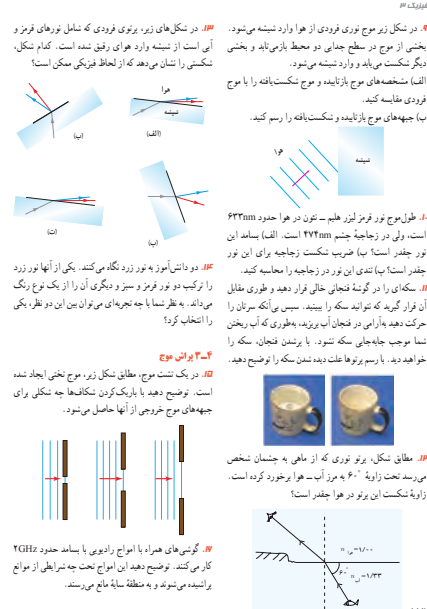 فیزیک ۳
۹. در شکل زیر موج نوری فرودی از هوا وارد شیشه می‌شود.
بخشی از موج در سطح جدایی دو محیط بازمی‌تابد و بخشی
دیگر شکست می‌یابد و وارد شیشه می‌شود.
الف) مشخصه‌های موج بازتابیده و شکست‌یافته را با موج
فرودی مقایسه کنید.
ب) جبهه‌های موج بازتابیده و شکست‌یافته را رسم کنید.
هوا
شیشه
۱۰. طول‌موج نور قرمز لیزر هلیم ــ نئون در هوا حدود ۶۳۳nm
است، ولی در زجاجیهٔ چشم ۴۷۴nm است. الف) بسامد این
نور چقدر است؟ ب) ضریب شکست زجاجیه برای این نور
چقدر است؟ پ) تندی این نور در زجاجیه را محاسبه کنید.
۱۱. سکه‌ای را در گوشهٔ فنجانی خالی قرار دهید و طوری مقابل
آن قرار گیرید که نتوانید سکه را ببینید. سپس بی‌آنکه سرتان را
حرکت دهید به‌آرامی در فنجان آب بریزید، به‌طوری که آب ریختن
شما موجب جابه‌جایی سکه نشود. با پرشدن فنجان، سکه را
خواهید دید. با رسم پرتوها علت دیده شدن سکه را توضیح دهید.
۱۲. مطابق شکل، پرتو نوری که از ماهی به چشمان شخص
می‌رسد تحت زاویهٔ ۶۰° به مرز آب ــ هوا برخورد کرده است.
زاویهٔ شکست این پرتو در هوا چقدر است؟
n =۱/۰۰
۶۰°
n =۱/۳۳
۱۳. در شکل‌های زیر، پرتوی فرودی که شامل نورهای قرمز و
آبی است از شیشه وارد هوای رقیق شده است. کدام شکل،
شکستی را نشان می‌دهد که از لحاظ فیزیکی ممکن است؟
هوا
شیشه
(الف)
(ب)
(پ)
(ت)
۱۴. دو دانش‌آموز به نور زرد نگاه می‌کنند. یکی از آنها نور زرد
را ترکیب دو نور قرمز و سبز و دیگری آن را از یک نوع رنگ
می‌داند. به نظر شما با چه تجربه‌ای می‌توان بین این دو نظر، یکی
را انتخاب کرد؟
۴ــ۳ پراش موج
۱۵. در یک تشت موج، مطابق شکل زیر، موج تختی ایجاد شده
است. توضیح دهید با باریک‌کردن شکاف‌ها چه شکلی برای
جبهه‌های موج خروجی از آنها حاصل می‌شود.
گوشی‌های همراه با امواج رادیویی با بسامد حدود ۲GHz
کار می‌کنند. توضیح دهید این امواج تحت چه شرایطی از موانع
پراشیده می‌شوند و به منطقهٔ سایهٔ مانع می‌رسند.